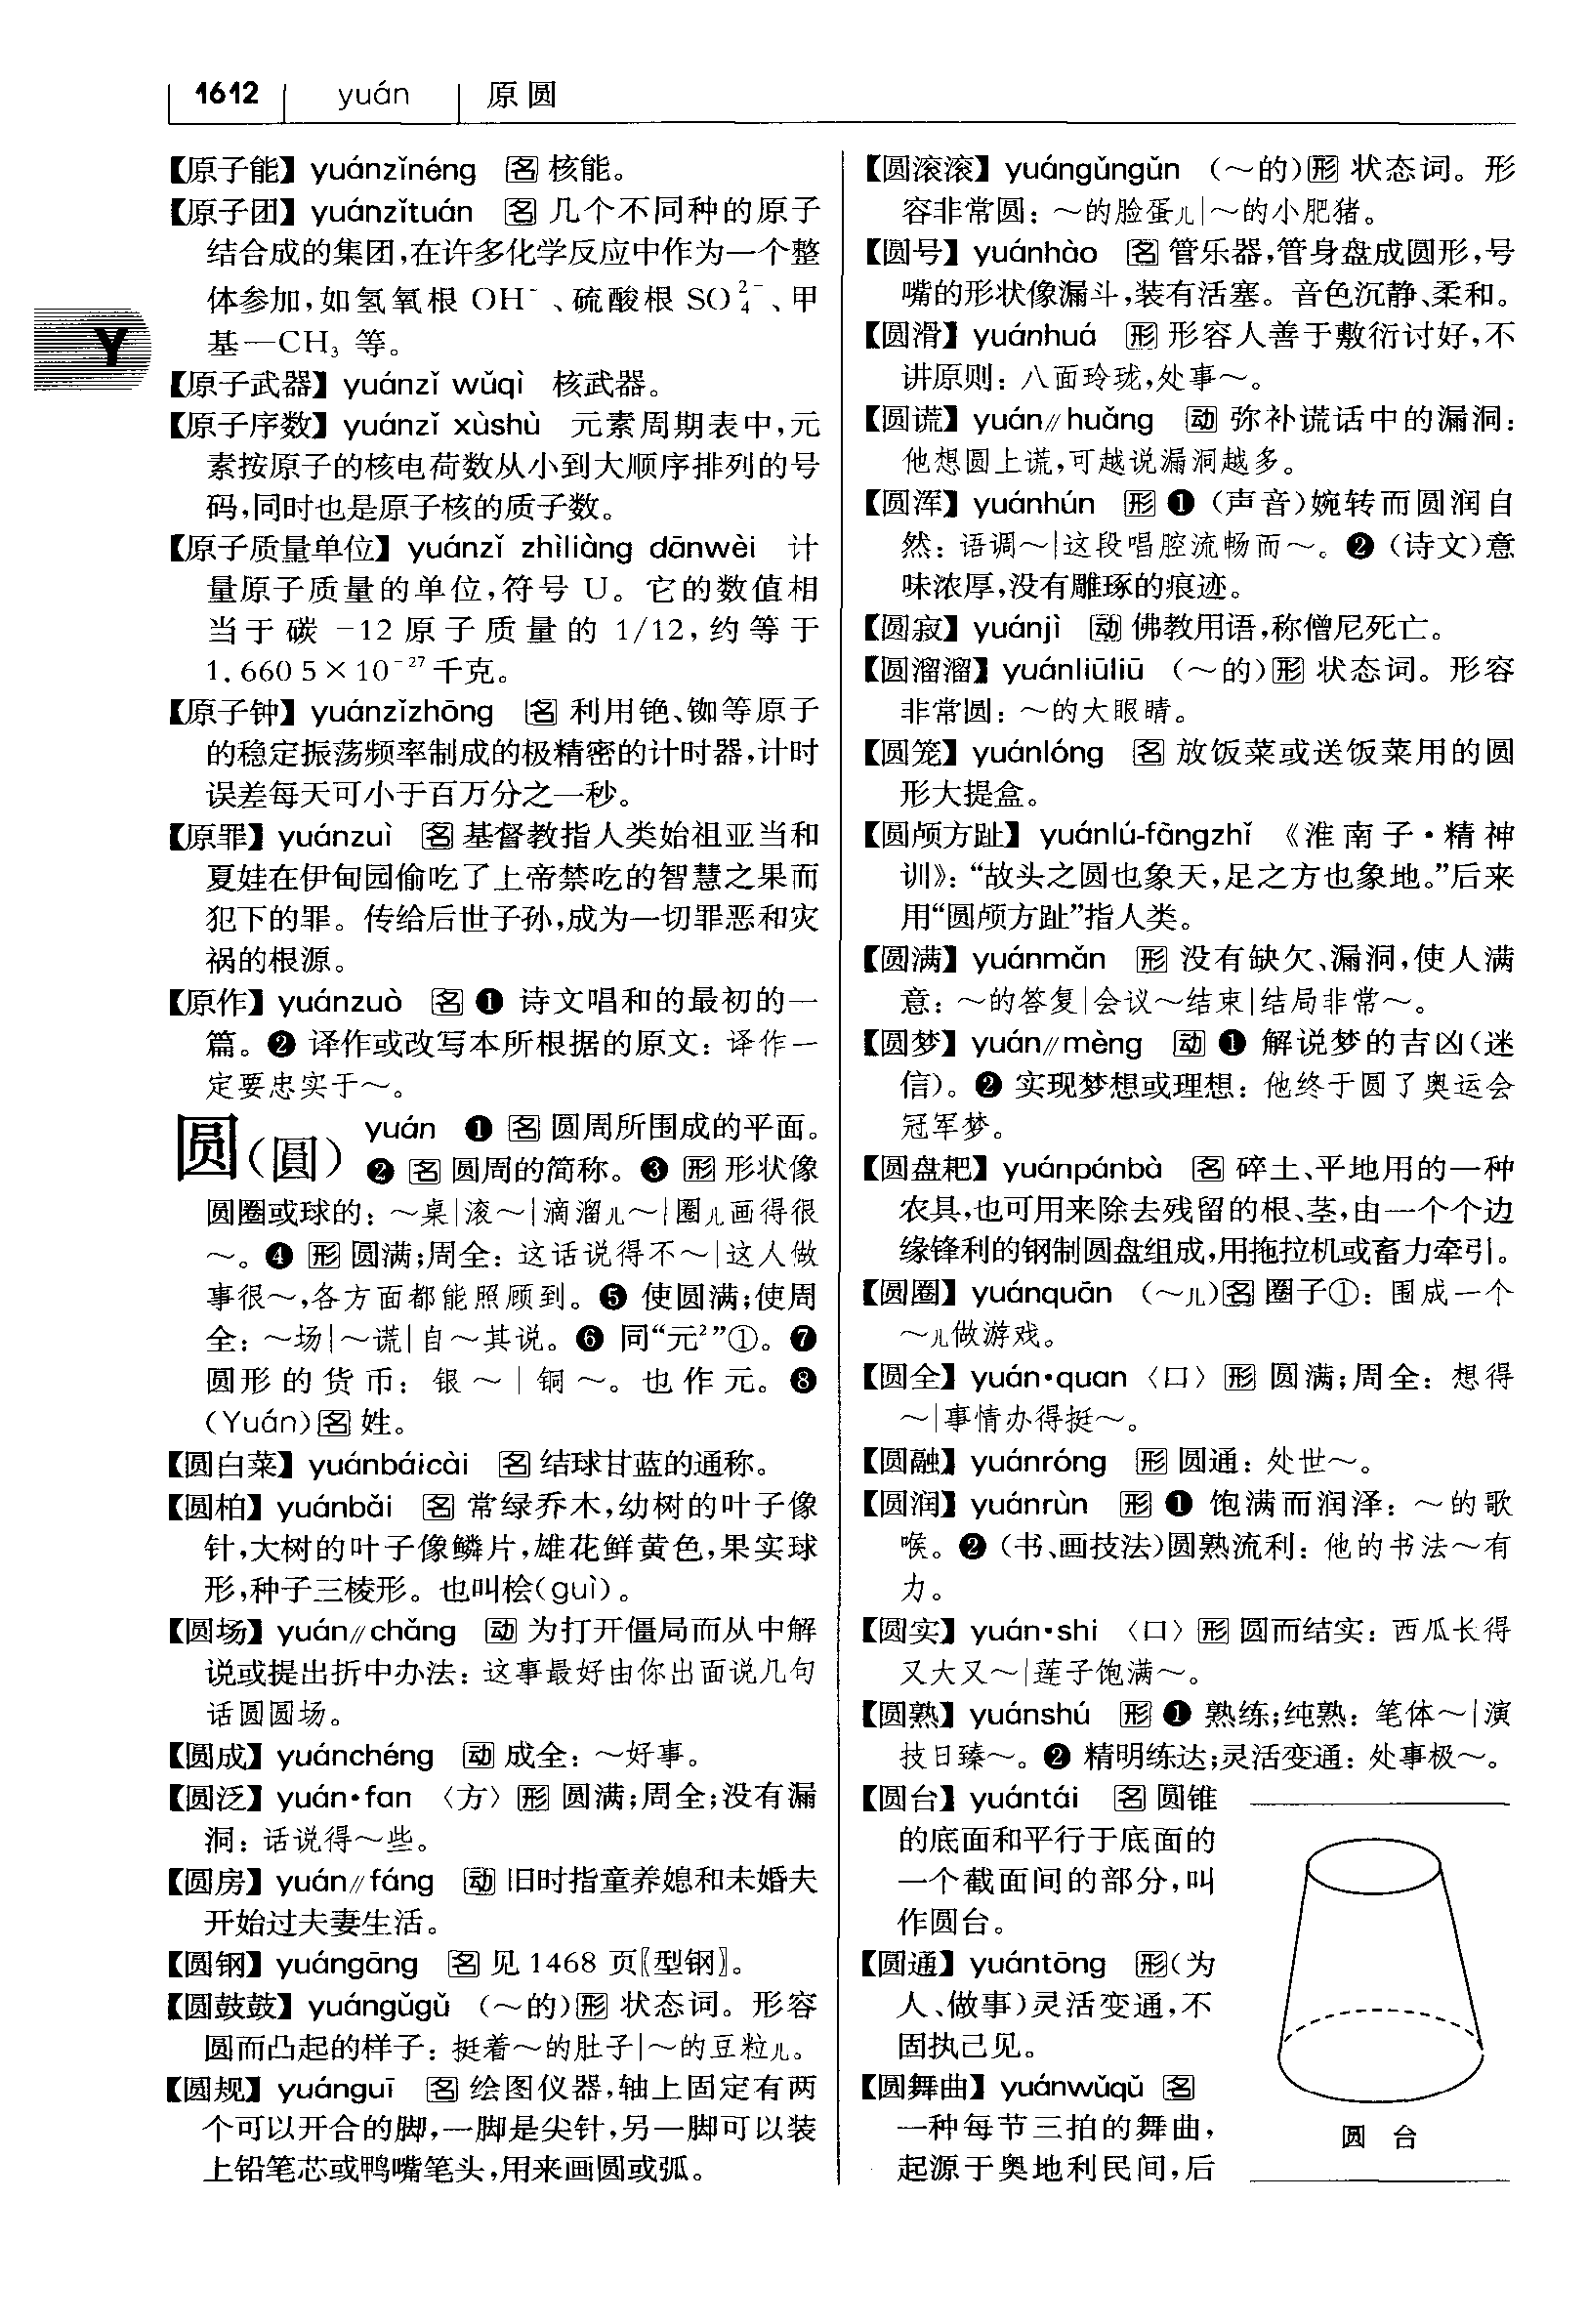 1612 yuán 原圆
【原子能】yuánzǐnéng 名 核能。
【原子团】yuánzǐtuán 名 几个不同种的原子
结合成的集团,在许多化学反应中作为一个整
体参加,如氢氧根 OH⁻、硫酸根 SO₄²⁻、甲
基—CH₃ 等。
Y
【原子武器】yuánzǐ wǔqì 核武器。
【原子序数】yuánzǐ xùshù 元素周期表中,元
素按原子的核电荷数从小到大顺序排列的号
码,同时也是原子核的质子数。
【原子质量单位】yuánzǐ zhìliàng dānwèi 计
量原子质量的单位,符号 U。它的数值相
当于碳 -12 原子质量的 1/12,约等于
1.660 5×10⁻²⁷千克。
【原子钟】yuánzǐzhōng 名 利用铯、铷等原子
的稳定振荡频率制成的极精密的计时器,计时
误差每天可小于百万分之一秒。
【原罪】yuánzuì 名 基督教指人类始祖亚当和
夏娃在伊甸园偷吃了上帝禁吃的智慧之果而
犯下的罪。传给后世子孙,成为一切罪恶和灾
祸的根源。
【原作】yuánzuò 名 ❶ 诗文唱和的最初的一
篇。❷ 译作或改写本所根据的原文:译作一
定要忠实于~。
圆(圓) yuán ❶ 名 圆周所围成的平面。
❷ 名 圆周的简称。❸ 形 形状像
圆圈或球的:~桌|滚~|滴溜儿~|圈儿画得很
~。❹ 形 圆满;周全:这话说得不~|这人做
事很~,各方面都能照顾到。❺ 使圆满;使周
全:~场|~谎|自~其说。❻ 同“元²”①。❼
圆形的货币:银~|铜~。也作元。❽
(Yuán)名 姓。
【圆白菜】yuánbáicài 名 结球甘蓝的通称。
【圆柏】yuánbǎi 名 常绿乔木,幼树的叶子像
针,大树的叶子像鳞片,雄花鲜黄色,果实球
形,种子三棱形。也叫桧(guì)。
【圆场】yuán∥chǎng 动 为打开僵局而从中解
说或提出折中办法:这事最好由你出面说几句
话圆圆场。
【圆成】yuánchéng 动 成全:~好事。
【圆泛】yuán·fan 〈方〉形 圆满;周全;没有漏
洞:话说得~些。
【圆房】yuán∥fáng 动 旧时指童养媳和未婚夫
开始过夫妻生活。
【圆钢】yuángāng 名 见 1468 页〖型钢〗。
【圆鼓鼓】yuángǔgǔ (~的)形 状态词。形容
圆而凸起的样子:挺着~的肚子|~的豆粒儿。
【圆规】yuánguī 名 绘图仪器,轴上固定有两
个可以开合的脚,一脚是尖针,另一脚可以装
上铅笔芯或鸭嘴笔头,用来画圆或弧。
【圆滚滚】yuángǔngǔn (~的)形 状态词。形
容非常圆:~的脸蛋儿|~的小肥猪。
【圆号】yuánhào 名 管乐器,管身盘成圆形,号
嘴的形状像漏斗,装有活塞。音色沉静、柔和。
【圆滑】yuánhuá 形 形容人善于敷衍讨好,不
讲原则:八面玲珑,处事~。
【圆谎】yuán∥huǎng 动 弥补谎话中的漏洞:
他想圆上谎,可越说漏洞越多。
【圆浑】yuánhún 形 ❶ (声音)婉转而圆润自
然:语调~|这段唱腔流畅而~。❷ (诗文)意
味浓厚,没有雕琢的痕迹。
【圆寂】yuánjì 动 佛教用语,称僧尼死亡。
【圆溜溜】yuánliūliū (~的)形 状态词。形容
非常圆:~的大眼睛。
【圆笼】yuánlóng 名 放饭菜或送饭菜用的圆
形大提盒。
【圆颅方趾】yuánlú-fāngzhǐ 《淮南子·精神
训》:“故头之圆也象天,足之方也象地。”后来
用“圆颅方趾”指人类。
【圆满】yuánmǎn 形 没有缺欠、漏洞,使人满
意:~的答复|会议~结束|结局非常~。
【圆梦】yuán∥mèng 动 ❶ 解说梦的吉凶(迷
信)。❷ 实现梦想或理想:他终于圆了奥运会
冠军梦。
【圆盘耙】yuánpánbà 名 碎土、平地用的一种
农具,也可用来除去残留的根、茎,由一个个边
缘锋利的钢制圆盘组成,用拖拉机或畜力牵引。
【圆圈】yuánquān (~儿)名 圈子①:围成一个
~儿做游戏。
【圆全】yuán·quan 〈口〉 形 圆满;周全:想得
~|事情办得挺~。
【圆融】yuánróng 形 圆通:处世~。
【圆润】yuánrùn 形 ❶ 饱满而润泽:~的歌
喉。❷ (书、画技法)圆熟流利:他的书法~有
力。
【圆实】yuán·shi 〈口〉形 圆而结实:西瓜长得
又大又~|莲子饱满~。
【圆熟】yuánshú 形 ❶ 熟练;纯熟:笔体~|演
技日臻~。❷ 精明练达;灵活变通:处事极~。
【圆台】yuántái 名 圆锥
的底面和平行于底面的
一个截面间的部分,叫
作圆台。
【圆通】yuántōng 形(为
人、做事)灵活变通,不
固执己见。
【圆舞曲】yuánwǔqǔ 名
一种每节三拍的舞曲,
起源于奥地利民间,后
圆 台